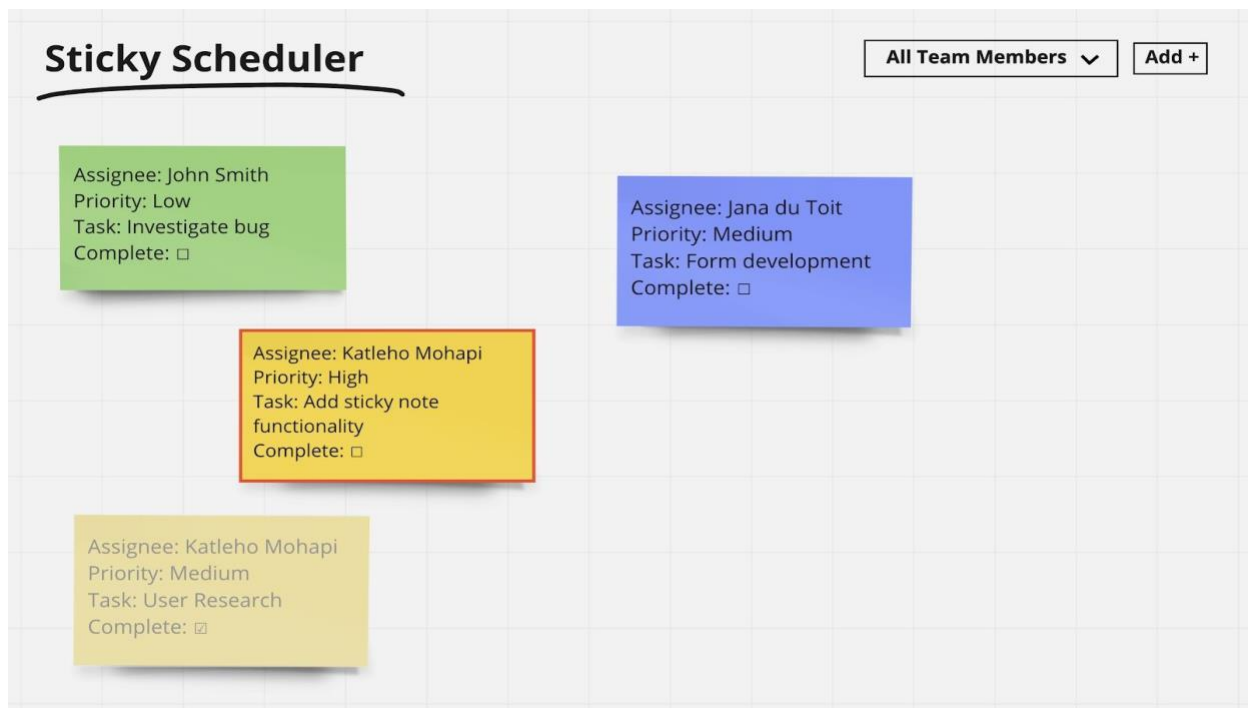 Sticky Scheduler
All Team Members
Add +
Assignee: John Smith
Priority: Low
Task: Investigate bug
Complete: ☐
Assignee: Jana du Toit
Priority: Medium
Task: Form development
Complete: ☐
Assignee: Katleho Mohapi
Priority: High
Task: Add sticky note
functionality
Complete: ☐
Assignee: Katleho Mohapi
Priority: Medium
Task: User Research
Complete: ☑